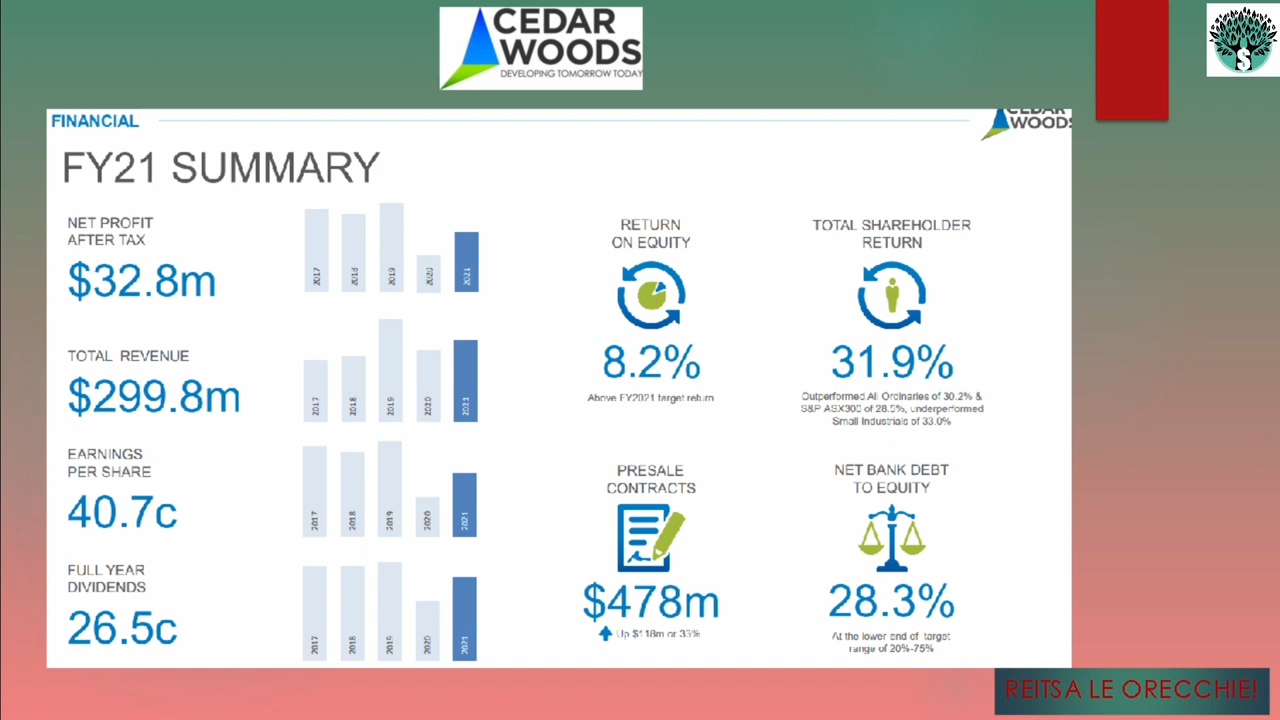 CEDAR
WOODS
DEVELOPING TOMORROW TODAY
$
FINANCIAL
CEDAR
WOODS
FY21 SUMMARY
NET PROFIT
AFTER TAX
$32.8m
2017 2018 2019 2020 2021
TOTAL REVENUE
$299.8m
2017 2018 2019 2020 2021
EARNINGS
PER SHARE
40.7c
2017 2018 2019 2020 2021
FULL YEAR
DIVIDENDS
26.5c
2017 2018 2019 2020 2021
RETURN
ON EQUITY
8.2%
Above FY2021 target return
TOTAL SHAREHOLDER
RETURN
31.9%
Outperformed All Ordinaries of 30.2% &
S&P ASX300 of 28.5%, underperformed
Small Industrials of 33.0%
PRESALE
CONTRACTS
$478m
Up $118m or 33%
NET BANK DEBT
TO EQUITY
28.3%
At the lower end of target
range of 20%-75%
REITSA LE ORECCHIE!